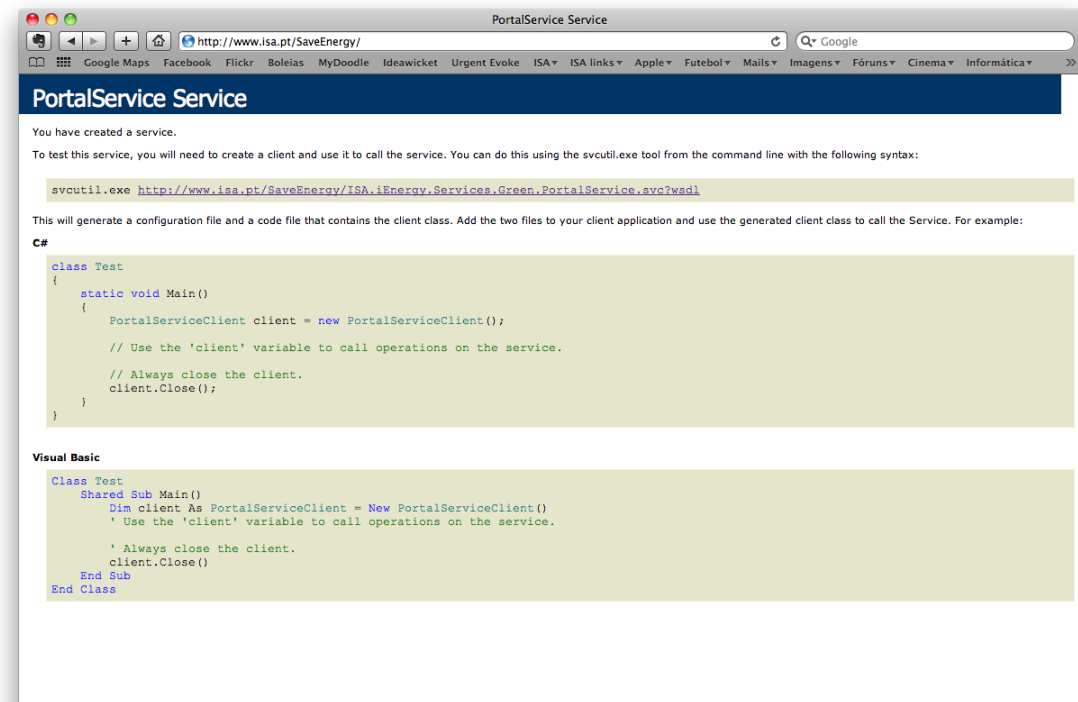 PortalService Service
http://www.isa.pt/SaveEnergy/
Google
Google Maps Facebook Flickr Boleias MyDoodle Ideawicket Urgent Evoke ISA▾ ISA links▾ Apple▾ Futebol▾ Mails▾ Imagens▾ Fóruns▾ Cinema▾ Informática▾ »
PortalService Service
You have created a service.
To test this service, you will need to create a client and use it to call the service. You can do this using the svcutil.exe tool from the command line with the following syntax:
svcutil.exe http://www.isa.pt/SaveEnergy/ISA.iEnergy.Services.Green.PortalService.svc?wsdl
This will generate a configuration file and a code file that contains the client class. Add the two files to your client application and use the generated client class to call the Service. For example:
C#
class Test
{
    static void Main()
    {
        PortalServiceClient client = new PortalServiceClient();
        // Use the 'client' variable to call operations on the service.
        // Always close the client.
        client.Close();
    }
}
Visual Basic
Class Test
    Shared Sub Main()
        Dim client As PortalServiceClient = New PortalServiceClient()
        ' Use the 'client' variable to call operations on the service.
        ' Always close the client.
        client.Close()
    End Sub
End Class